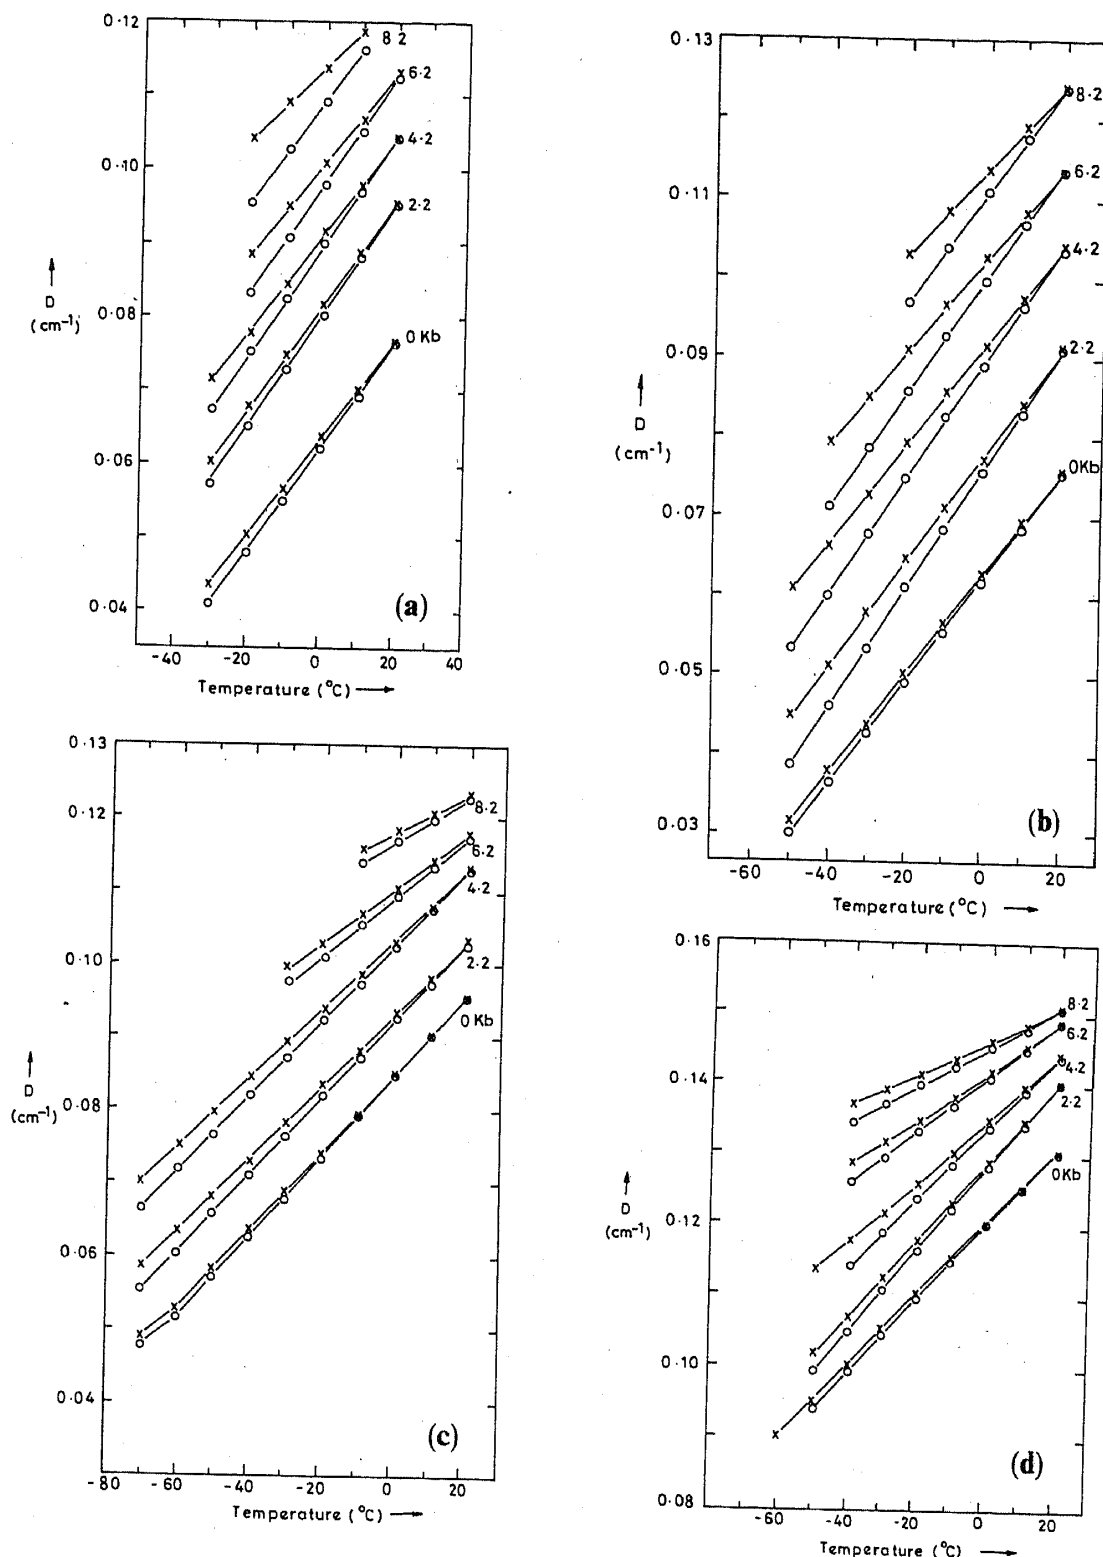 0.12
0.10
0.08
0.06
0.04
D
(cm⁻¹)
8 2
6.2
4.2
2.2
0 Kb
(a)
-40 -20 0 20 40
Temperature (°C)
0.13
0.11
0.09
0.07
0.05
0.03
D
(cm⁻¹)
8.2
6.2
4.2
2.2
0Kb
(b)
-60 -40 -20 0 20
Temperature (°C)
0.13
0.12
0.10
0.08
0.06
0.04
D
(cm⁻¹)
8.2
6.2
4.2
2.2
0 Kb
(c)
-80 -60 -40 -20 0 20
Temperature (°C)
0.16
0.14
0.12
0.10
0.08
D
(cm⁻¹)
8.2
6.2
4.2
2.2
0Kb
(d)
-60 -40 -20 0 20
Temperature (°C)